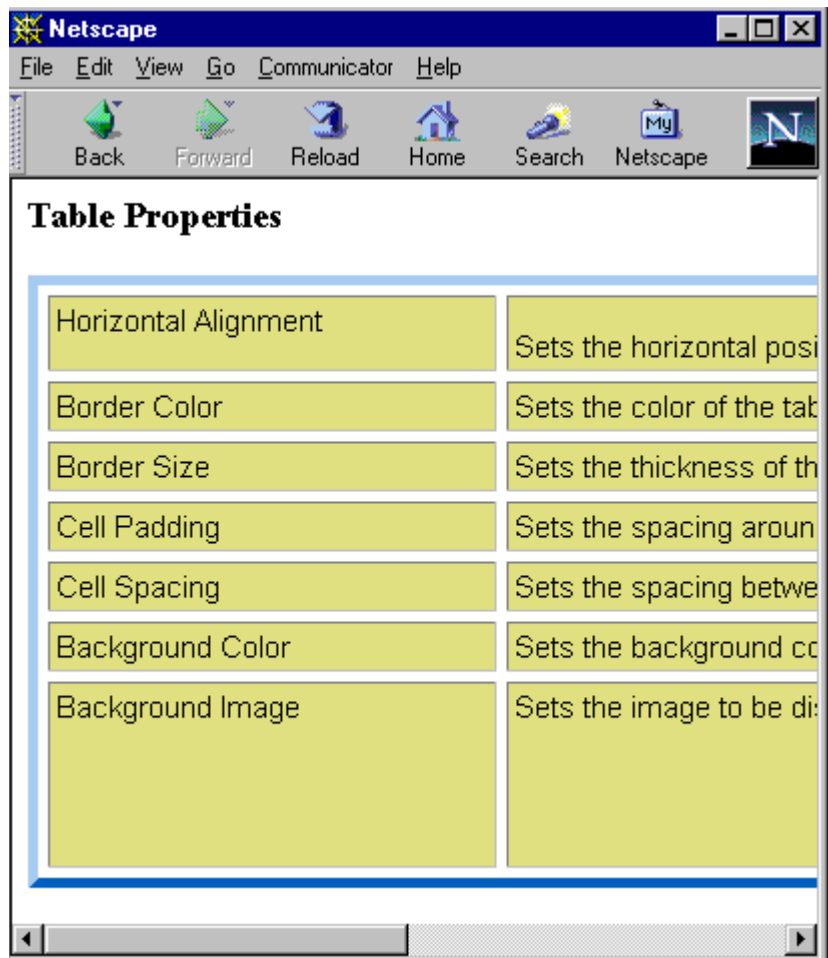 Netscape
File Edit View Go Communicator Help
Back Forward Reload Home Search My Netscape N
Table Properties
Horizontal Alignment
Sets the horizontal posi
Border Color Sets the color of the tab
Border Size Sets the thickness of th
Cell Padding Sets the spacing aroun
Cell Spacing Sets the spacing betwe
Background Color Sets the background co
Background Image Sets the image to be dis